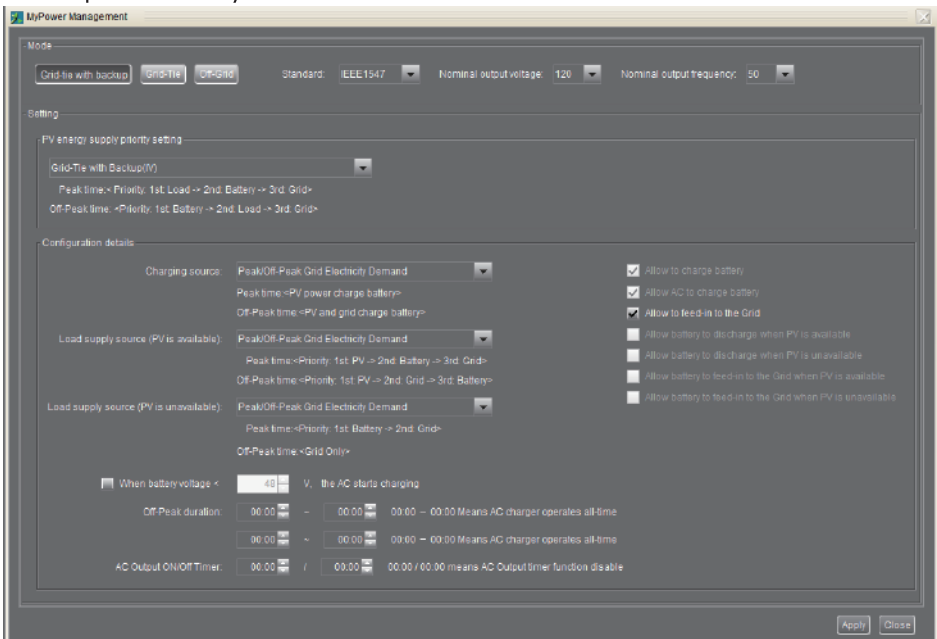 MyPower Management
Mode
Grid-tie with backup Grid-Tie Off-Grid Standard: IEEE1547 Nominal output voltage: 120 Nominal output frequency: 50
Setting
PV energy supply priority setting
Grid-Tie with Backup(IV)
Peak time:< Priority: 1st: Load -> 2nd: Battery -> 3rd: Grid>
Off-Peak time: <Priority: 1st: Battery -> 2nd: Load -> 3rd: Grid>
Configuration details
Charging source: Peak/Off-Peak Grid Electricity Demand
Peak time:<PV power charge battery>
Off-Peak time:<PV and grid charge battery>
Load supply source (PV is available): Peak/Off-Peak Grid Electricity Demand
Peak time:<Priority: 1st: PV -> 2nd: Battery -> 3rd: Grid>
Off-Peak time:<Priority: 1st: PV -> 2nd: Grid -> 3rd: Battery>
Load supply source (PV is unavailable): Peak/Off-Peak Grid Electricity Demand
Peak time:<Priority: 1st: Battery -> 2nd: Grid>
Off-Peak time:<Grid Only>
Allow to charge battery
Allow AC to charge battery
Allow to feed-in to the Grid
Allow battery to discharge when PV is available
Allow battery to discharge when PV is unavailable
Allow battery to feed-in to the Grid when PV is available
Allow battery to feed-in to the Grid when PV is unavailable
When battery voltage < 48 V, the AC starts charging
Off-Peak duration: 00:00 ~ 00:00 00:00 ~ 00:00 Means AC charger operates all-time
00:00 ~ 00:00 00:00 ~ 00:00 Means AC charger operates all-time
AC Output ON/Off Timer: 00:00 / 00:00 00:00 / 00:00 means AC Output timer function disable
Apply Close